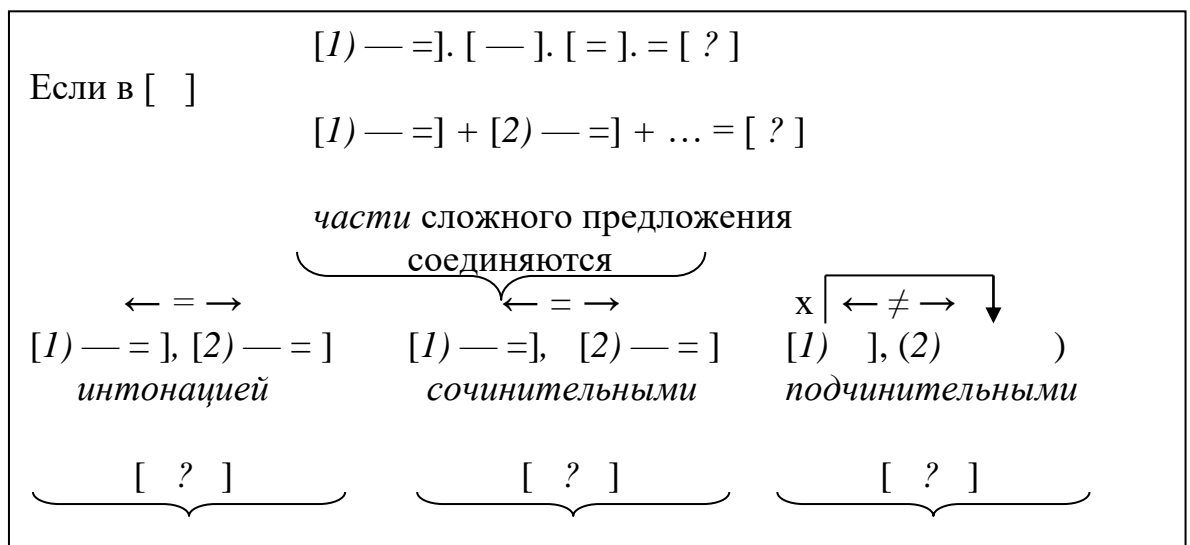 [1) — =]. [ — ]. [ = ]. = [ ? ]
Если в [ ]
[1) — =] + [2) — =] + … = [ ? ]
части сложного предложения
соединяются
← = → ← = → х ← ≠ →
[1) — = ], [2) — = ] [1) — =], [2) — = ] [1) ], (2) )
интонацией сочинительными подчинительными
[ ? ] [ ? ] [ ? ]